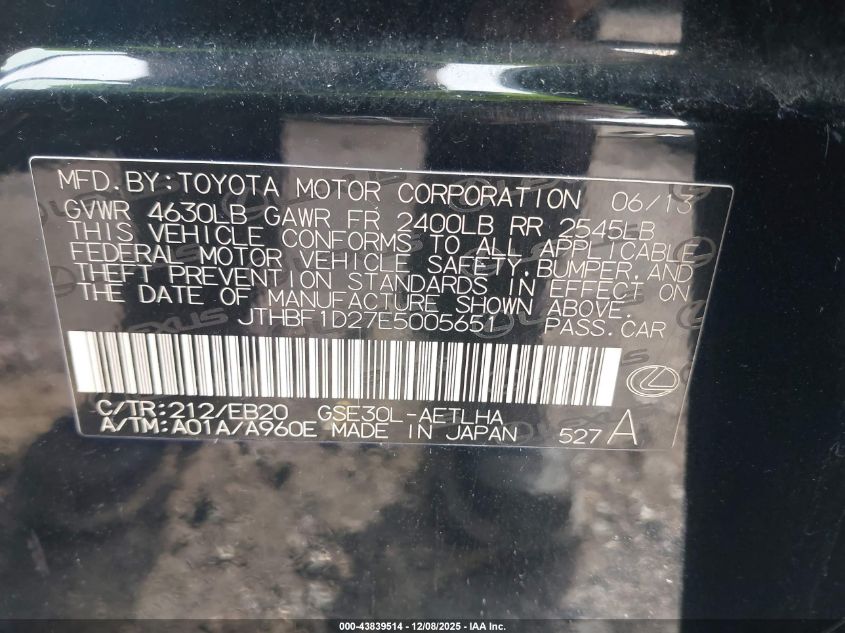 MFD.BY:TOYOTA MOTOR CORPORATION 06/13
GVWR 4630LB GAWR FR 2400LB RR 2545LB
THIS VEHICLE CONFORMS TO ALL APPLICABLE
FEDERAL MOTOR VEHICLE SAFETY,BUMPER,AND
THEFT PREVENTION STANDARDS IN EFFECT ON
THE DATE OF MANUFACTURE SHOWN ABOVE.
JTHBF1D27E5005651 PASS.CAR
C/TR:212/EB20 GSE30L-AETLHA
A/TM:A01A/A960E MADE IN JAPAN 527A
000-43839514 - 12/08/2025 - IAA Inc.